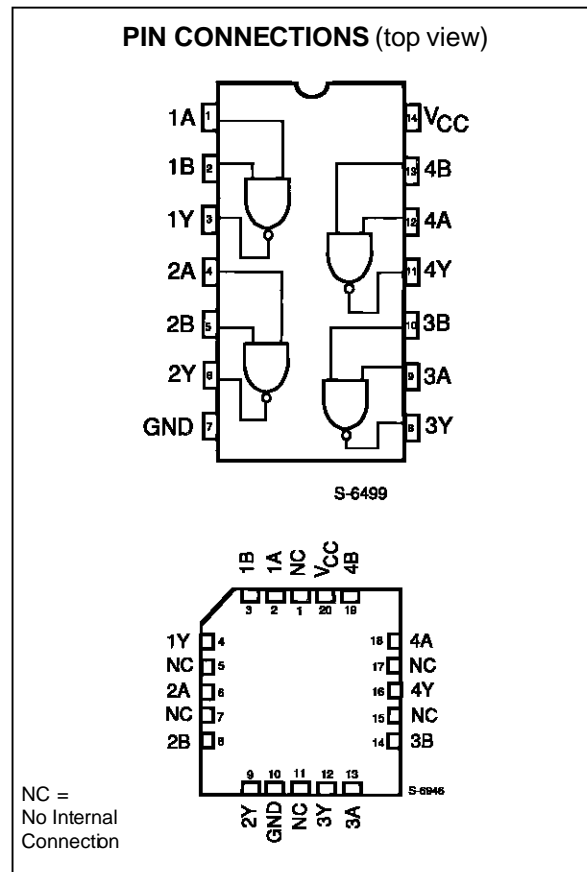 PIN CONNECTIONS (top view)
1A 1 14 VCC
1B 2 13 4B
1Y 3 12 4A
2A 4 11 4Y
2B 5 10 3B
2Y 6 9 3A
GND 7 8 3Y
S-6499
1B 1A NC VCC 4B
3 2 1 20 19
1Y 4 18 4A
NC 5 17 NC
2A 6 16 4Y
NC 7 15 NC
2B 8 14 3B
9 10 11 12 13
2Y GND NC 3Y 3A
S-6946
NC =
No Internal
Connection